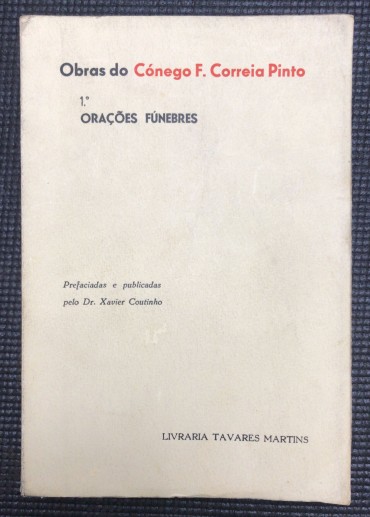 Obras do Cónego F. Correia Pinto
1.º
ORAÇÕES FÚNEBRES
Prefaciadas e publicadas
pelo Dr. Xavier Coutinho
LIVRARIA TAVARES MARTINS